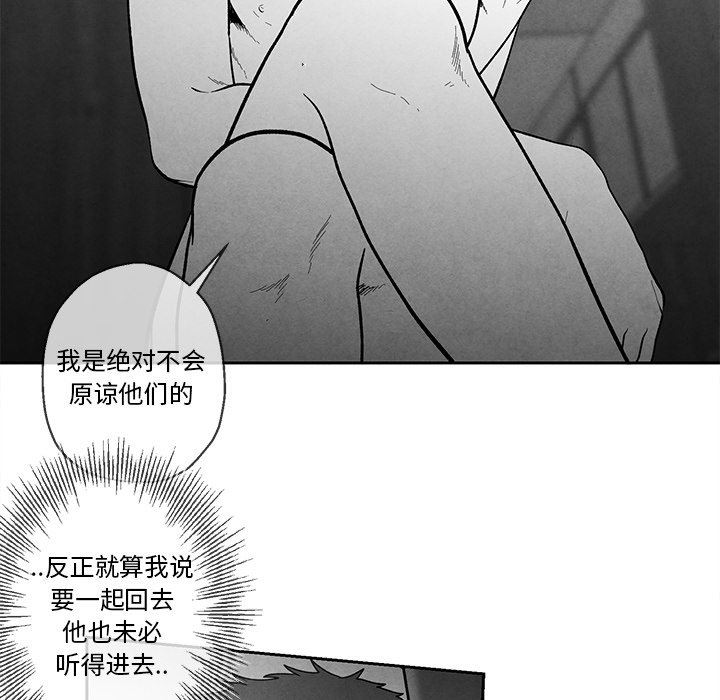 我是绝对不会
原谅他们的
..反正就算我说
要一起回去
他也未必
听得进去..